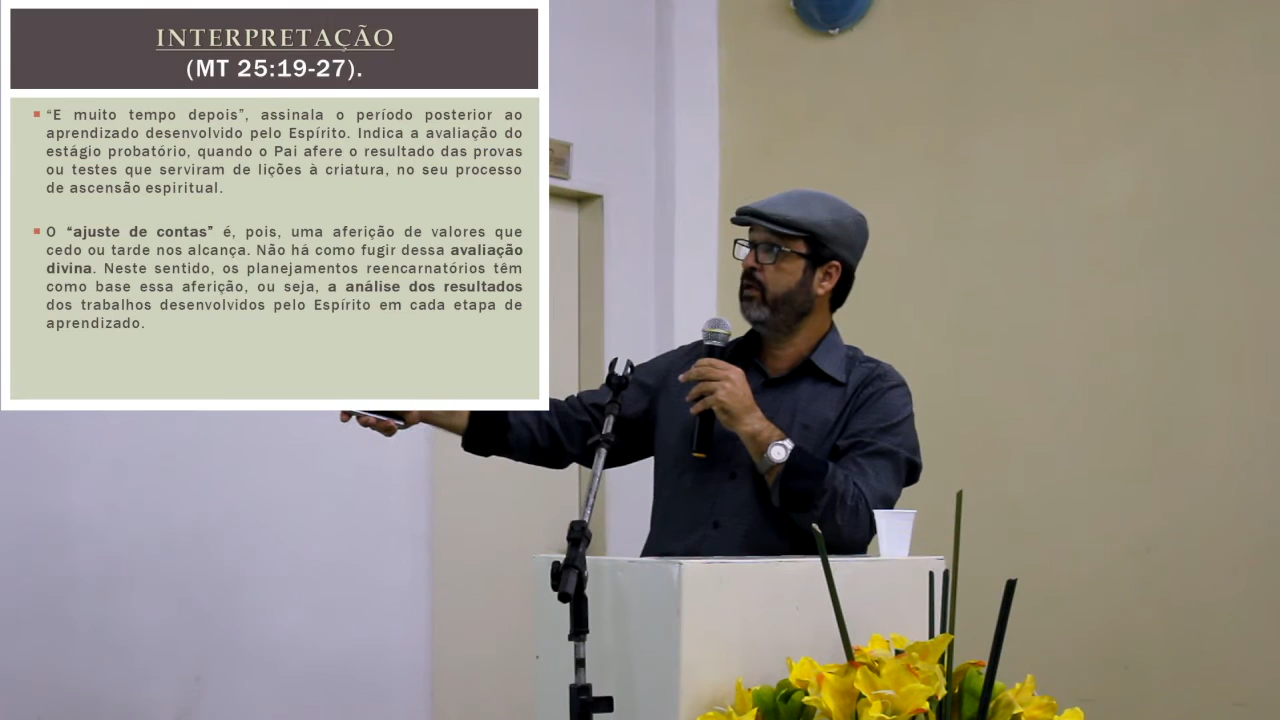 INTERPRETAÇÃO
(MT 25:19-27).
“E muito tempo depois”, assinala o período posterior ao
aprendizado desenvolvido pelo Espírito. Indica a avaliação do
estágio probatório, quando o Pai afere o resultado das provas
ou testes que serviram de lições à criatura, no seu processo
de ascensão espiritual.
O “ajuste de contas” é, pois, uma aferição de valores que
cedo ou tarde nos alcança. Não há como fugir dessa avaliação
divina. Neste sentido, os planejamentos reencarnatórios têm
como base essa aferição, ou seja, a análise dos resultados
dos trabalhos desenvolvidos pelo Espírito em cada etapa de
aprendizado.